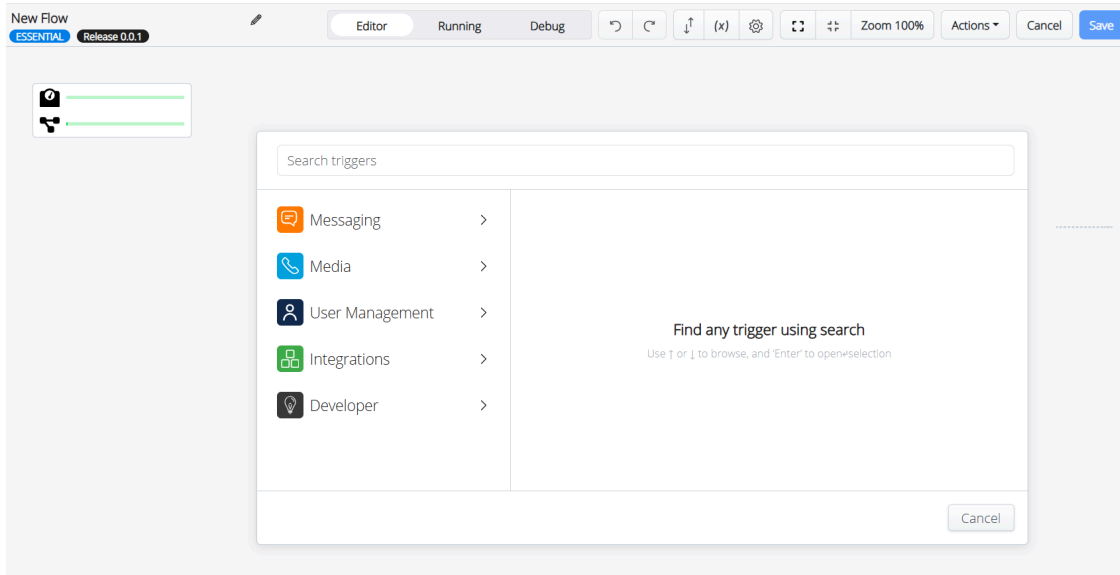 New Flow
ESSENTIAL Release 0.0.1
Editor Running Debug (x) Zoom 100% Actions Cancel Save
Search triggers
Messaging
Media
User Management
Integrations
Developer
Find any trigger using search
Use ↑ or ↓ to browse, and 'Enter' to open↵selection
Cancel